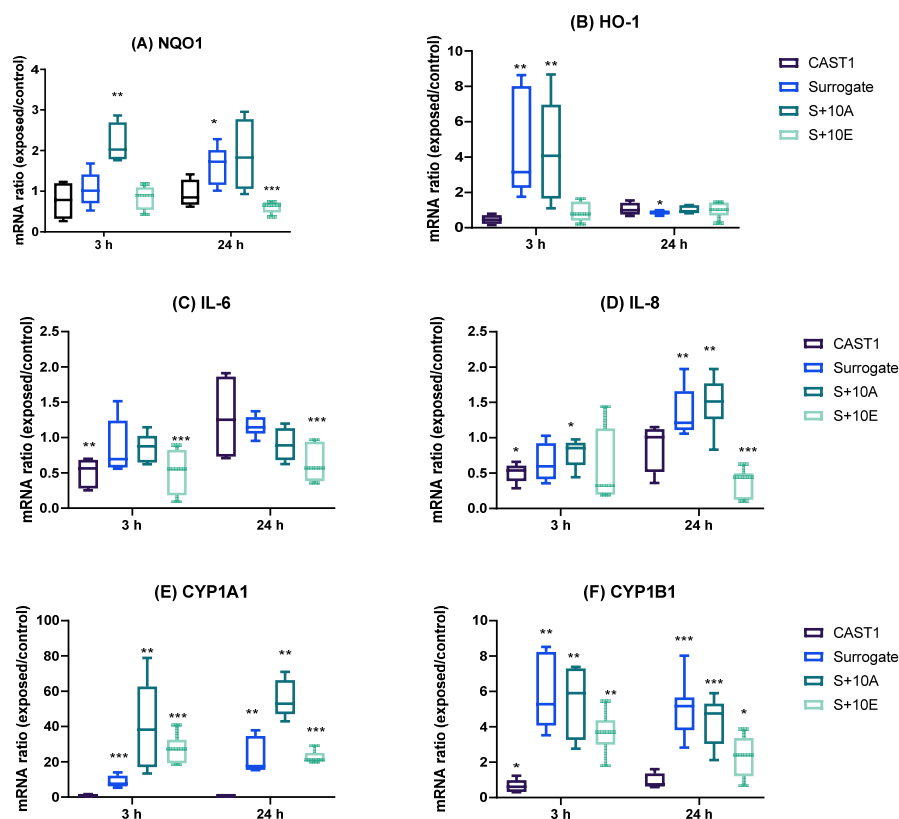 (A) NQO1
mRNA ratio (exposed/control)
4
3
2
1
0
**
*
***
3 h
24 h
(B) HO-1
mRNA ratio (exposed/control)
10
8
6
4
2
0
**
**
*
3 h
24 h
CAST1
Surrogate
S+10A
S+10E
(C) IL-6
mRNA ratio (exposed/control)
2.5
2.0
1.5
1.0
0.5
0.0
**
***
***
3 h
24 h
(D) IL-8
mRNA ratio (exposed/control)
2.5
2.0
1.5
1.0
0.5
0.0
*
*
**
**
***
3 h
24 h
CAST1
Surrogate
S+10A
S+10E
(E) CYP1A1
mRNA ratio (exposed/control)
100
80
60
40
20
0
***
**
***
**
**
***
3 h
24 h
(F) CYP1B1
mRNA ratio (exposed/control)
10
8
6
4
2
0
*
**
**
**
***
***
*
3 h
24 h
CAST1
Surrogate
S+10A
S+10E